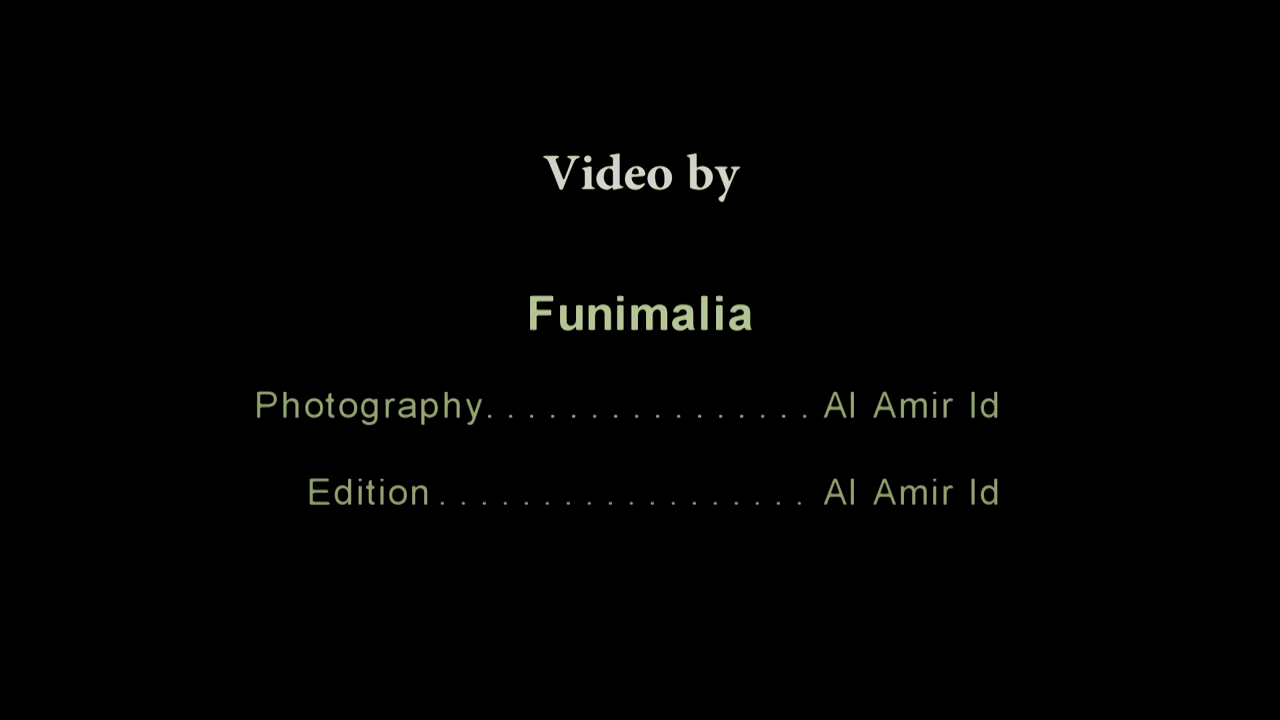 Video by
Funimalia
Photography. . . . . . . . . . . . . . . . Al Amir Id
Edition . . . . . . . . . . . . . . . . . . Al Amir Id